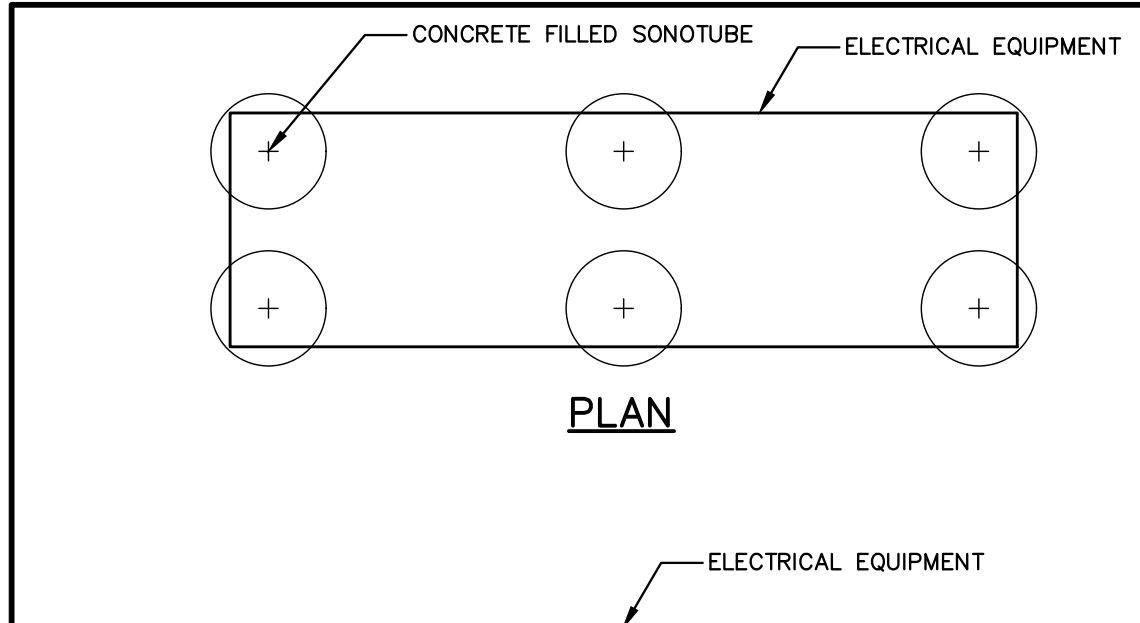 CONCRETE FILLED SONOTUBE
ELECTRICAL EQUIPMENT
PLAN
ELECTRICAL EQUIPMENT